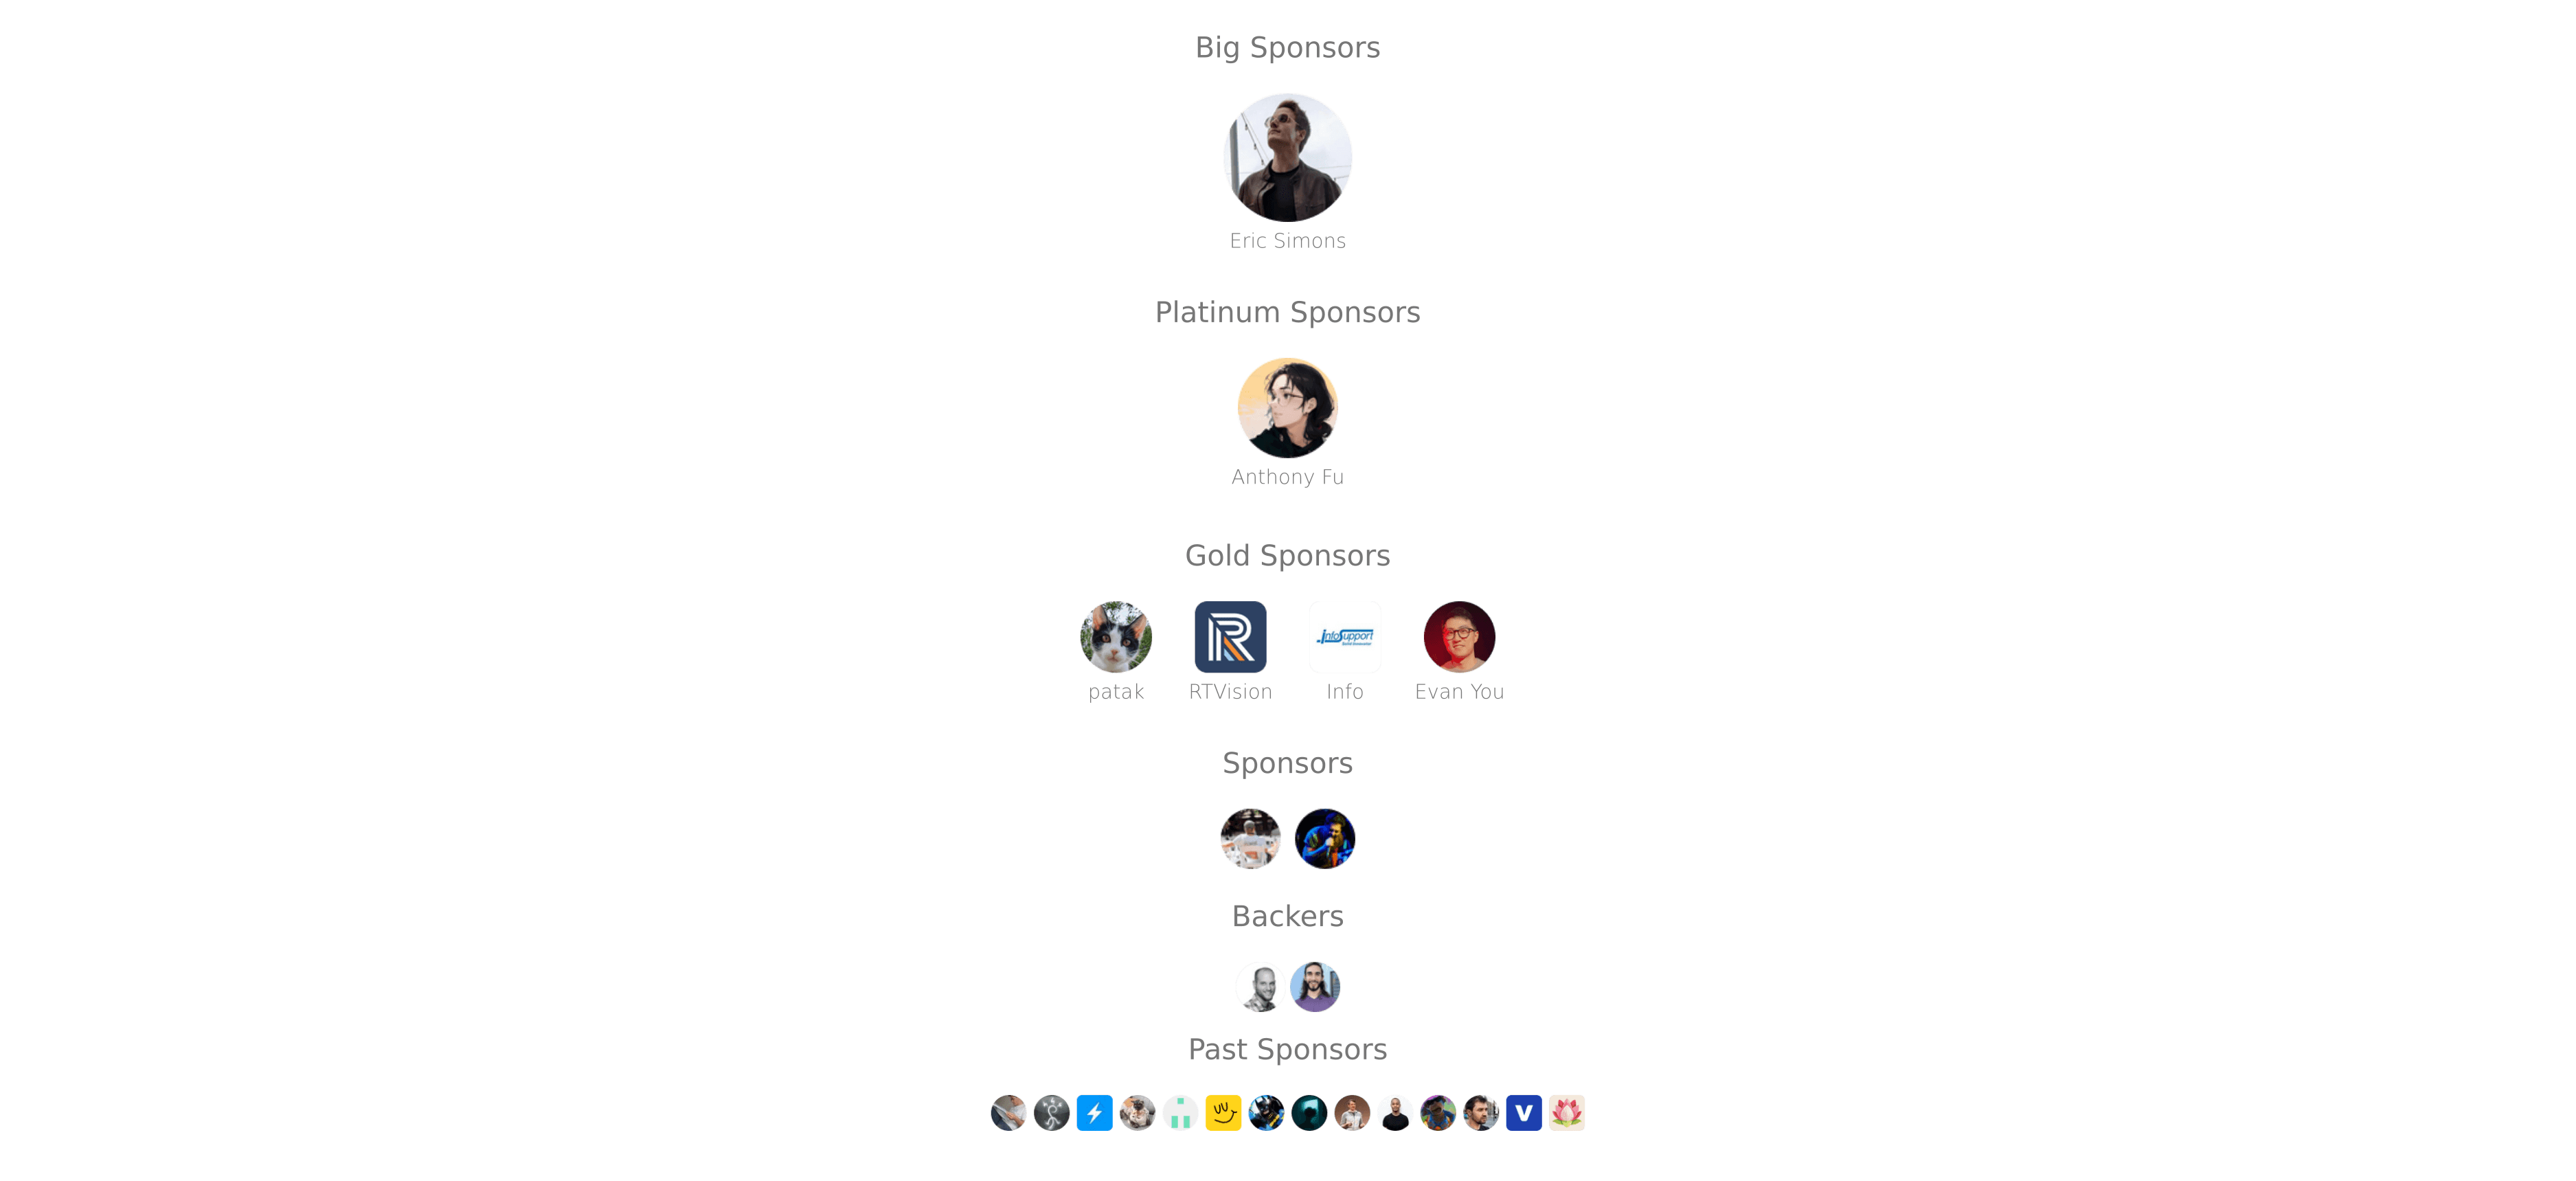 Big Sponsors
Eric Simons
Platinum Sponsors
Anthony Fu
Gold Sponsors
infoSupport
patak RTVision Info Evan You
Sponsors
Backers
Past Sponsors
V